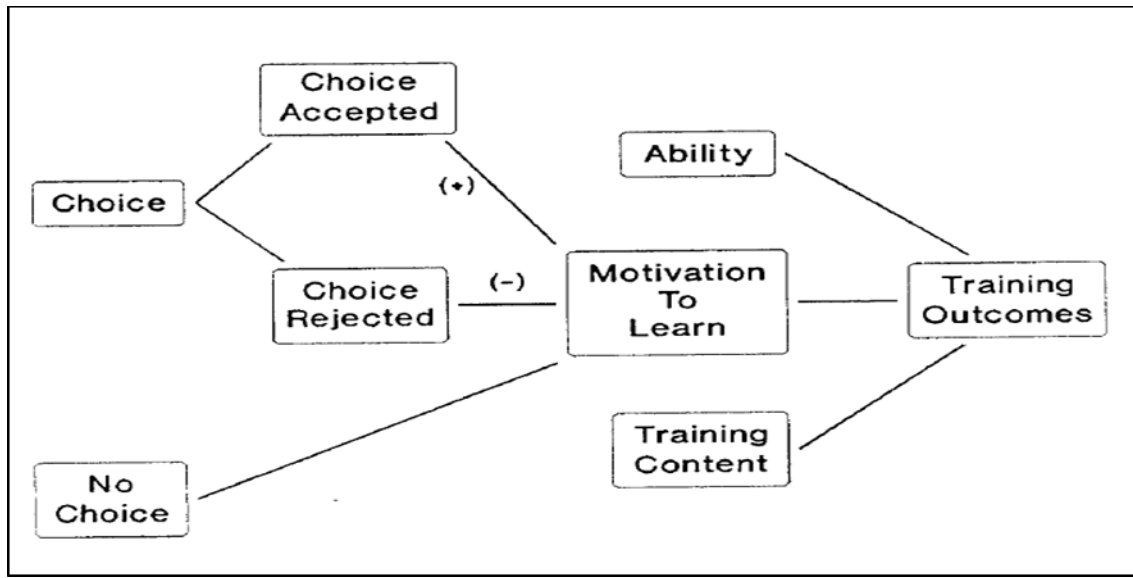 Choice
Accepted
(+)
Choice
Choice
Rejected
(-)
No
Choice
Motivation
To
Learn
Ability
Training
Content
Training
Outcomes